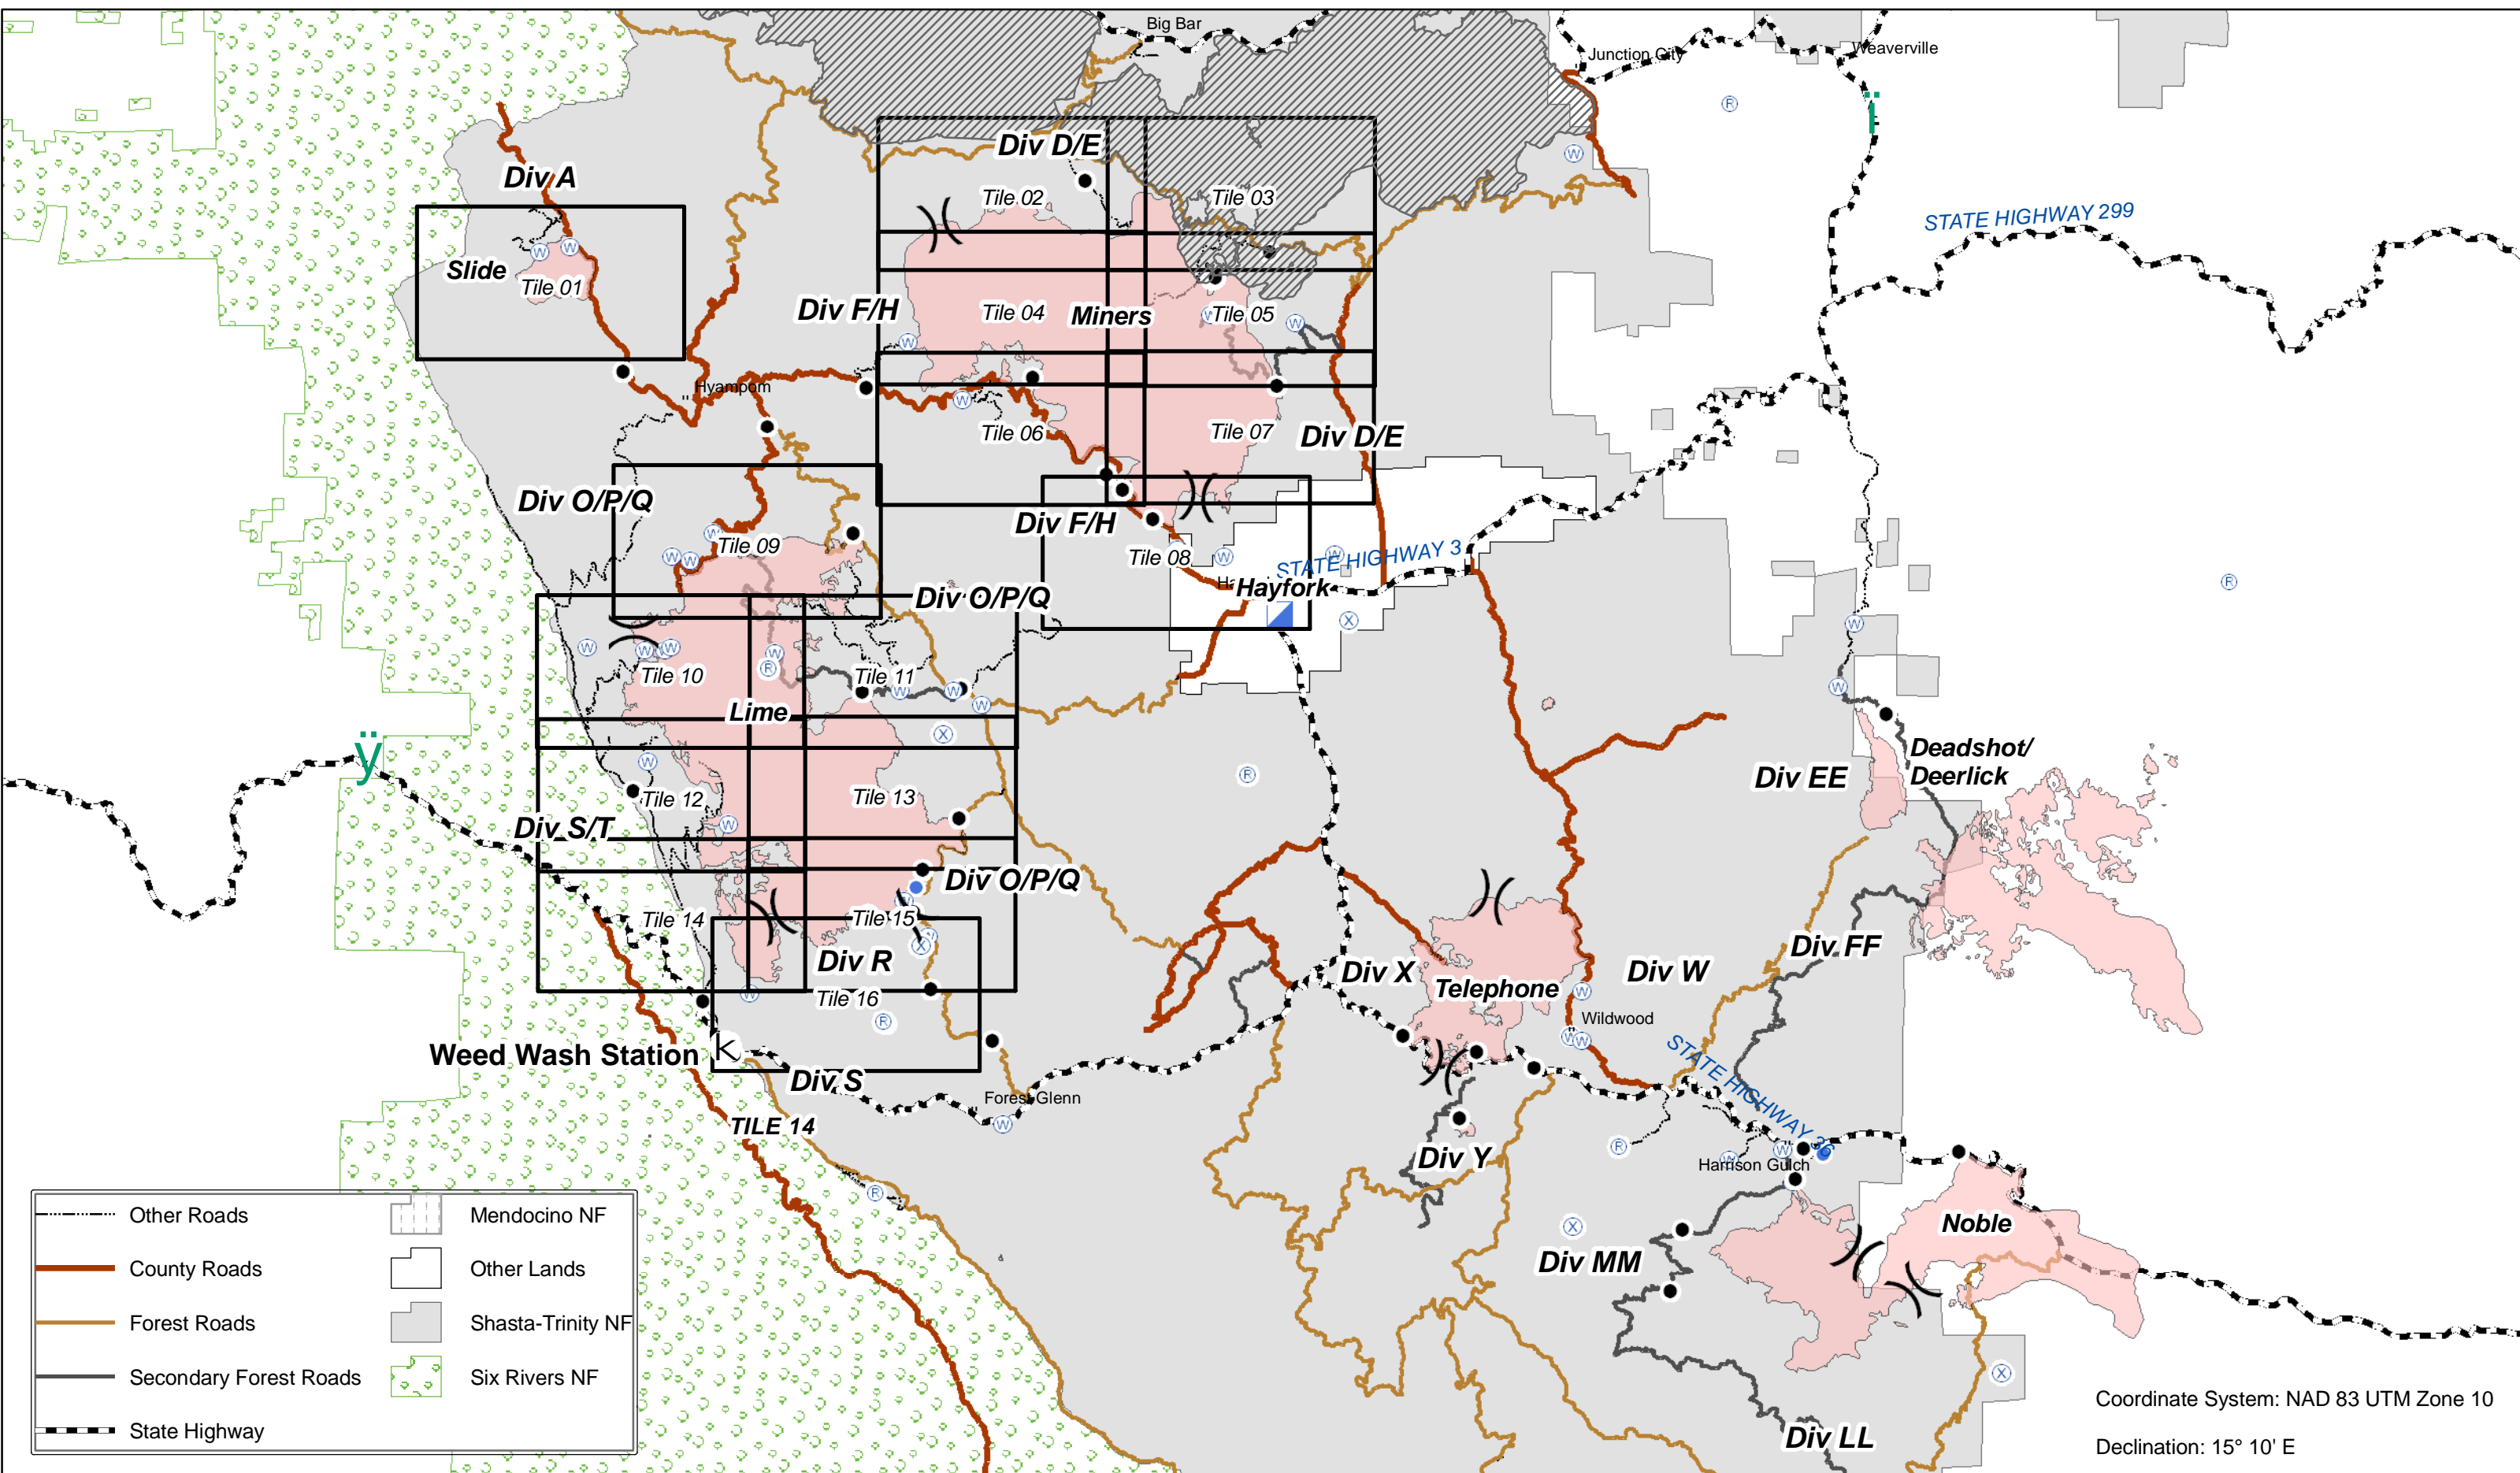 Big Bar
Junction City
Weaverville
Div D/E
Div A
Tile 02
Tile 03
STATE HIGHWAY 299
Slide
Tile 01
Div F/H
Tile 04
Miners
Tile 05
Hyampom
Tile 06
Tile 07
Div D/E
Div O/P/Q
Div F/H
Tile 09
Tile 08
STATE HIGHWAY 3
Hayfork
Div O/P/Q
Tile 10
Tile 11
Lime
Deadshot/
Deerlick
Div EE
ÿ
Tile 12
Tile 13
Div S/T
Div O/P/Q
Tile 14
Tile 15
Div R
Div X
Div W
Div FF
Tile 16
Telephone
Wildwood
Weed Wash Station
K
Div S
STATE HIGHWAY 36
Forest Glenn
TILE 14
Div Y
Harrison Gulch
Noble
Div MM
Div LL
Other Roads
County Roads
Forest Roads
Secondary Forest Roads
State Highway
Mendocino NF
Other Lands
Shasta-Trinity NF
Six Rivers NF
Coordinate System: NAD 83 UTM Zone 10
Declination: 15° 10' E